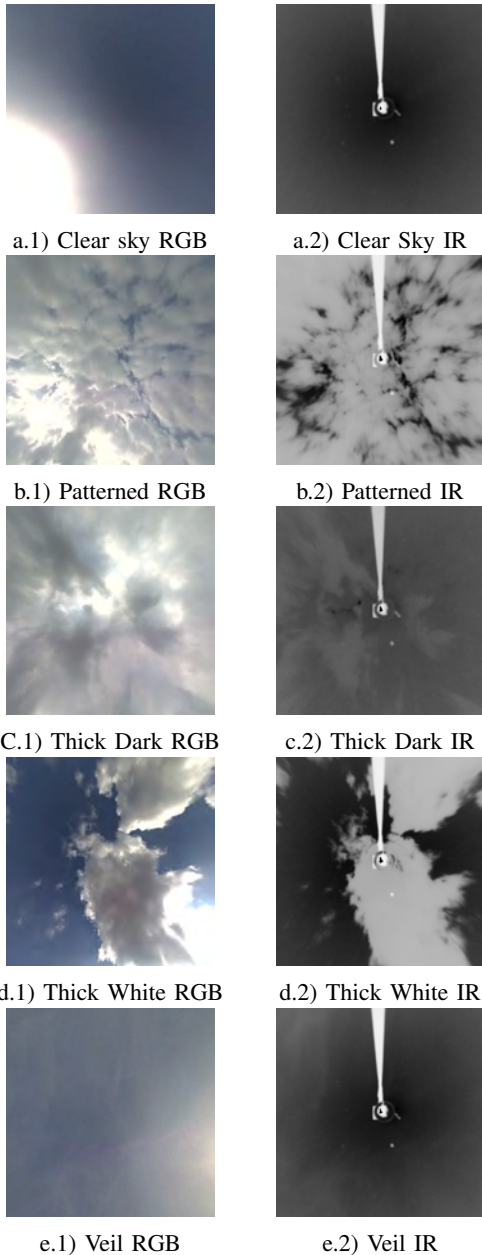 a.1) Clear sky RGB
a.2) Clear Sky IR
b.1) Patterned RGB
b.2) Patterned IR
C.1) Thick Dark RGB
c.2) Thick Dark IR
d.1) Thick White RGB
d.2) Thick White IR
e.1) Veil RGB
e.2) Veil IR